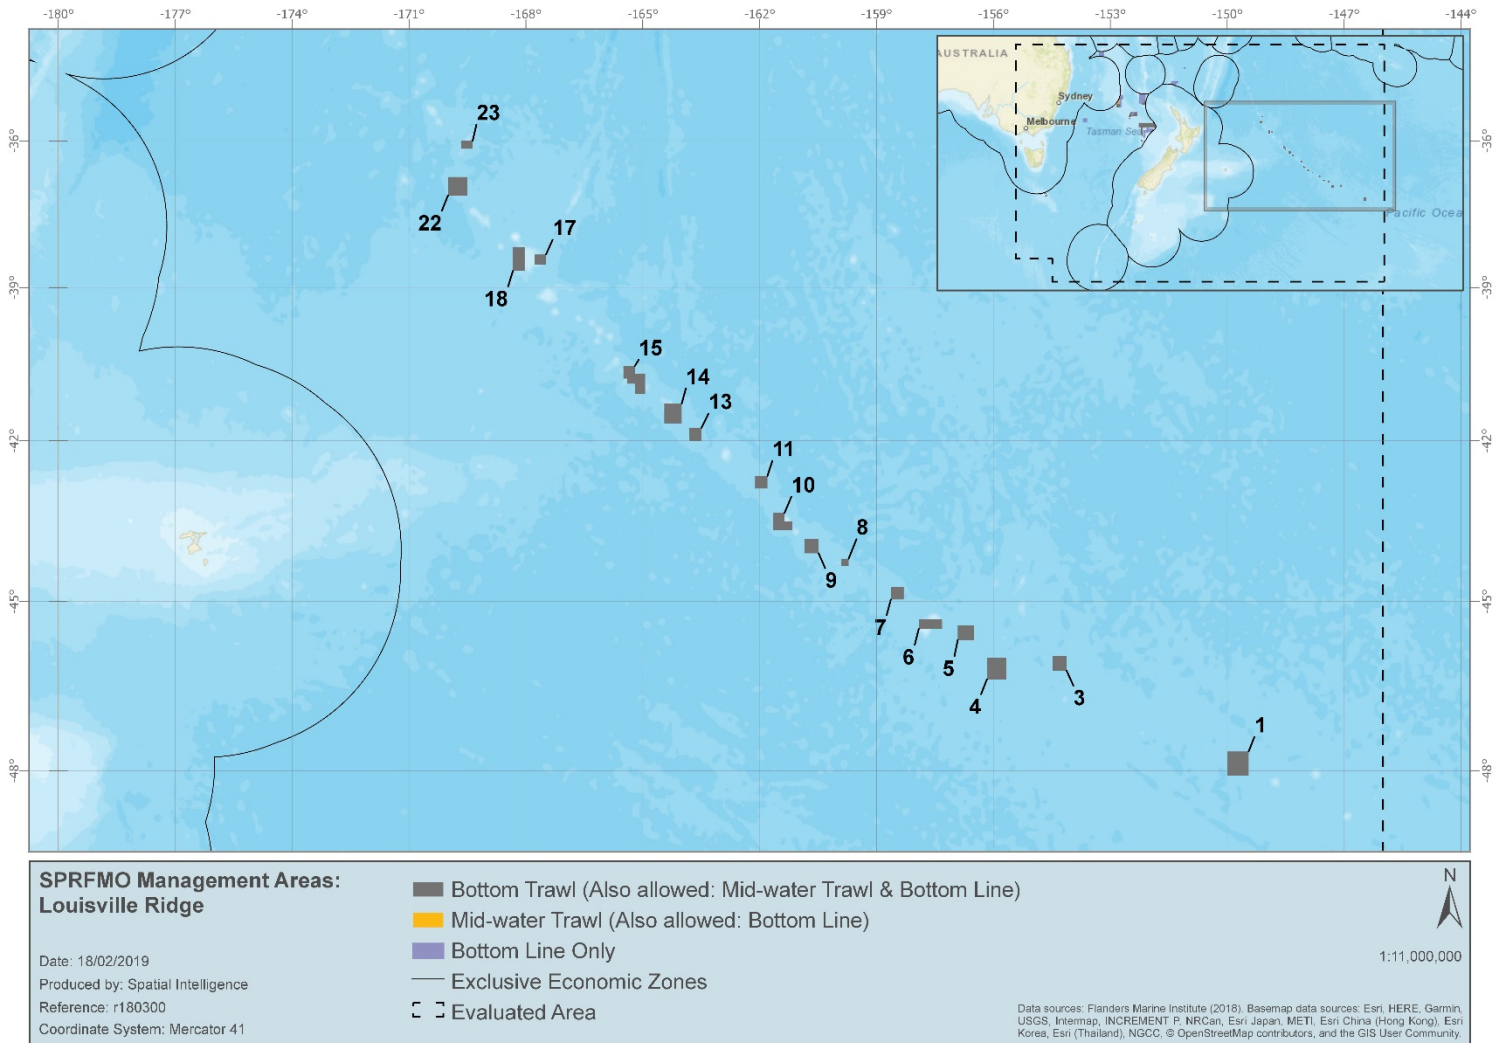 -180° -177° -174° -171° -168° -165° -162° -159° -156° -153° -150° -147° -144°
AUSTRALIA
Sydney
Melbourne
Tasman Sea
Pacific Ocea
-36° -36°
-39° -39°
-42° -42°
-45° -45°
-48° -48°
23
22
17
18
15
14
13
11
10
8
9
7
6
5
4
3
1
SPRFMO Management Areas:
Louisville Ridge
Date: 18/02/2019
Produced by: Spatial Intelligence
Reference: r180300
Coordinate System: Mercator 41
Bottom Trawl (Also allowed: Mid-water Trawl & Bottom Line)
Mid-water Trawl (Also allowed: Bottom Line)
Bottom Line Only
Exclusive Economic Zones
Evaluated Area
N
1:11,000,000
Data sources: Flanders Marine Institute (2018). Basemap data sources: Esri, HERE, Garmin,
USGS, Intermap, INCREMENT P, NRCan, Esri Japan, METI, Esri China (Hong Kong), Esri
Korea, Esri (Thailand), NGCC, © OpenStreetMap contributors, and the GIS User Community.